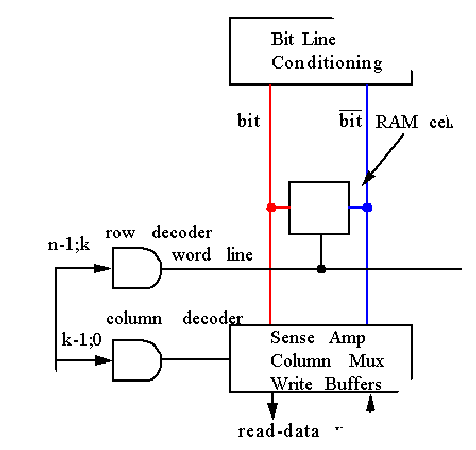 Bit Line
Conditioning
bit
bit
RAM
row decoder
n-1;k
word line
column decoder
k-1;0
Sense Amp
Column Mux
Write Buffers
read-data